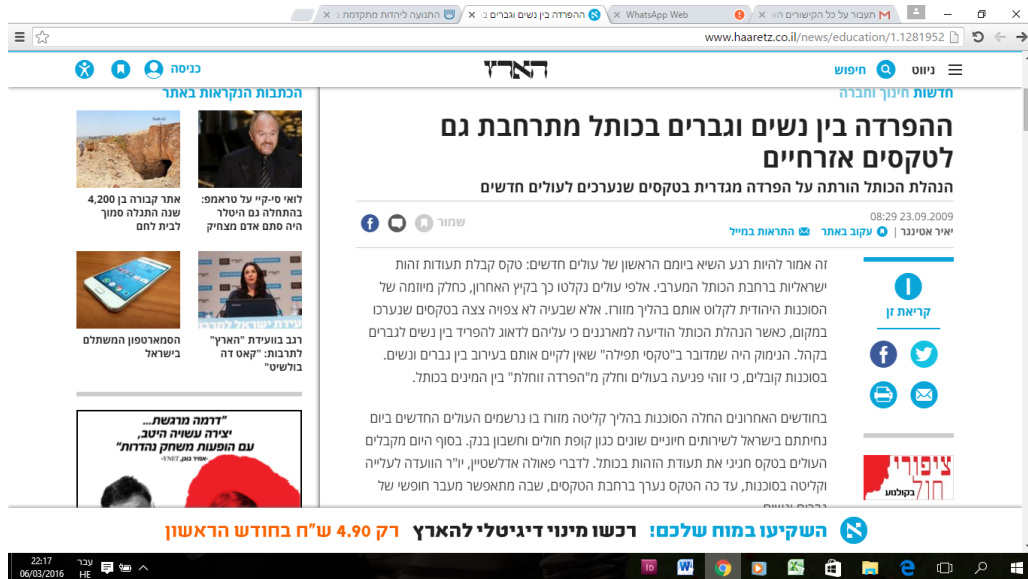 תעבור על כל הקישורים הא
WhatsApp Web
ההפרדה בין נשים וגברים ב
התנועה ליהדות מתקדמת ב
www.haaretz.co.il/news/education/1.1281952
ניווט
חיפוש
הארץ
כניסה
חדשות חינוך וחברה
ההפרדה בין נשים וגברים בכותל מתרחבת גם
לטקסים אזרחיים
הנהלת הכותל הורתה על הפרדה מגדרית בטקסים שנערכים לעולים חדשים
23.09.2009 08:29
יאיר אטינגר | עקוב באתר התראות במייל
שמור
קריאת זן
זה אמור להיות רגע השיא ביומם הראשון של עולים חדשים: טקס קבלת תעודות זהות
ישראליות ברחבת הכותל המערבי. אלפי עולים נקלטו כך בקיץ האחרון, כחלק מיוזמה של
הסוכנות היהודית לקלוט אותם בהליך מזורז. אלא שבעיה לא צפויה צצה בטקסים שנערכו
במקום, כאשר הנהלת הכותל הודיעה למארגנים כי עליהם לדאוג להפריד בין נשים לגברים
בקהל. הנימוק היה שמדובר ב"טקסי תפילה" שאין לקיים אותם בעירוב בין גברים ונשים.
בסוכנות קובלים, כי זוהי פגיעה בעולים וחלק מ"הפרדה זוחלת" בין המינים בכותל.
בחודשים האחרונים החלה הסוכנות בהליך קליטה מזורז בו נרשמים העולים החדשים ביום
נחיתתם בישראל לשירותים חיוניים שונים כגון קופת חולים וחשבון בנק. בסוף היום מקבלים
העולים בטקס חגיגי את תעודת הזהות בכותל. לדברי פאולה אדלשטיין, יו"ר הוועדה לעלייה
וקליטה בסוכנות, עד כה הטקס נערך ברחבת הטקסים, שבה מתאפשר מעבר חופשי של
גברים ונשים
ציפורי
חול
בקולנוע
הכתבות הנקראות באתר
לואי סי-קיי על טראמפ:
בהתחלה גם היטלר
היה סתם אדם מצחיק
אתר קבורה בן 4,200
שנה התגלה סמוך
לבית לחם
רגב בוועידת "הארץ"
לתרבות: "קאט דה
בולשיט"
הסמארטפון המשתלם
בישראל
"דרמה מרגשת...
יצירה עשויה היטב,
עם הופעות משחק נהדרות"
-אמיר בוגן, YNET
השקיעו במוח שלכם! רכשו מינוי דיגיטלי להארץ רק 4.90 ש"ח בחודש הראשון
22:17
06/03/2016
עבר
HE